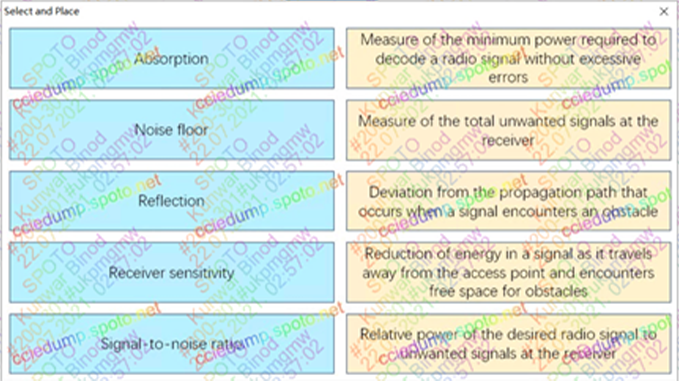 Select and Place
Absorption
Measure of the minimum power required to
decode a radio signal without excessive
errors
Noise floor
Measure of the total unwanted signals at the
receiver
Reflection
Deviation from the propagation path that
occurs when a signal encounters an obstacle
Receiver sensitivity
Reduction of energy in a signal as it travels
away from the access point and encounters
free space for obstacles
Signal-to-noise ratio
Relative power of the desired radio signal to
unwanted signals at the receiver
cciedump.spoto.net
SPOTO Binod
22.07.2021
02:57:02